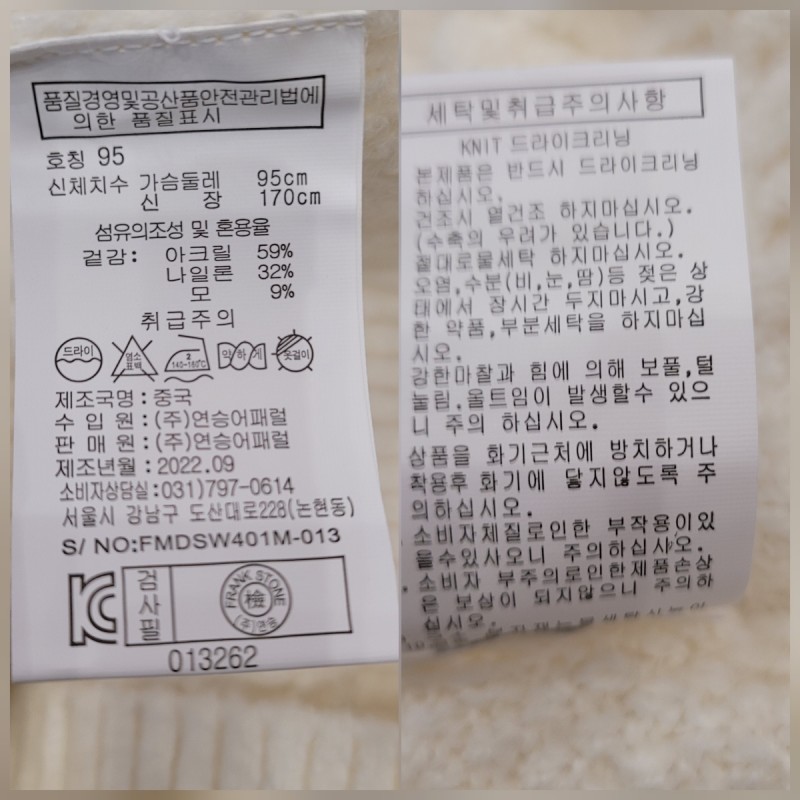 품질경영및공산품안전관리법에
의한 품질표시
호칭 95
신체치수 가슴둘레 95cm
신 장 170cm
섬유의조성 및 혼용율
겉감: 아크릴 59%
나일론 32%
모 9%
취급주의
드라이
염소
표백
2
140~160℃
약하게
옷걸이
제조국명 : 중국
수 입 원 : (주)연승어패럴
판 매 원 : (주)연승어패럴
제조년월 : 2022.09
소비자상담실:031)797-0614
서울시 강남구 도산대로228(논현동)
S/ NO:FMDSW401M-013
검
사
필
FRANK STONE
檢
(주)연승
013262
세탁및취급주의사항
KNIT 드라이크리닝
본제품은 반드시 드라이크리닝
하십시오.
건조시 열건조 하지마십시오.
(수축의 우려가 있습니다.)
절대로물세탁 하지마십시오.
오염,수분(비,눈,땀)등 젖은 상
태에서 장시간 두지마시고,강
한 약품,부분세탁을 하지마십
시오.
강한마찰과 힘에 의해 보풀,털
눌림,올트임이 발생할수 있으
니 주의 하십시오.
상품을 화기근처에 방치하거나
착용후 화기에 닿지않도록 주
의하십시오.
소비자체질로인한 부작용이있
을수있사오니 주의하십시오.
소비자 부주의로인한제품손상
은 보상이 되지않으니 주의하
십시오.